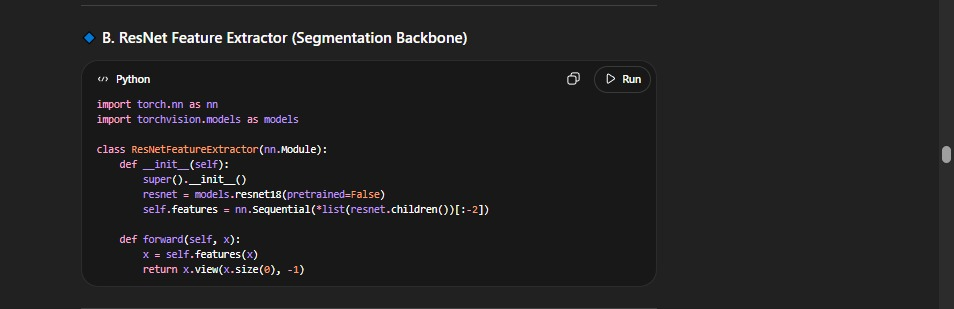 B. ResNet Feature Extractor (Segmentation Backbone)
Python
Run
import torch.nn as nn
import torchvision.models as models
class ResNetFeatureExtractor(nn.Module):
    def __init__(self):
        super().__init__()
        resnet = models.resnet18(pretrained=False)
        self.features = nn.Sequential(*list(resnet.children())[:-2])
    def forward(self, x):
        x = self.features(x)
        return x.view(x.size(0), -1)